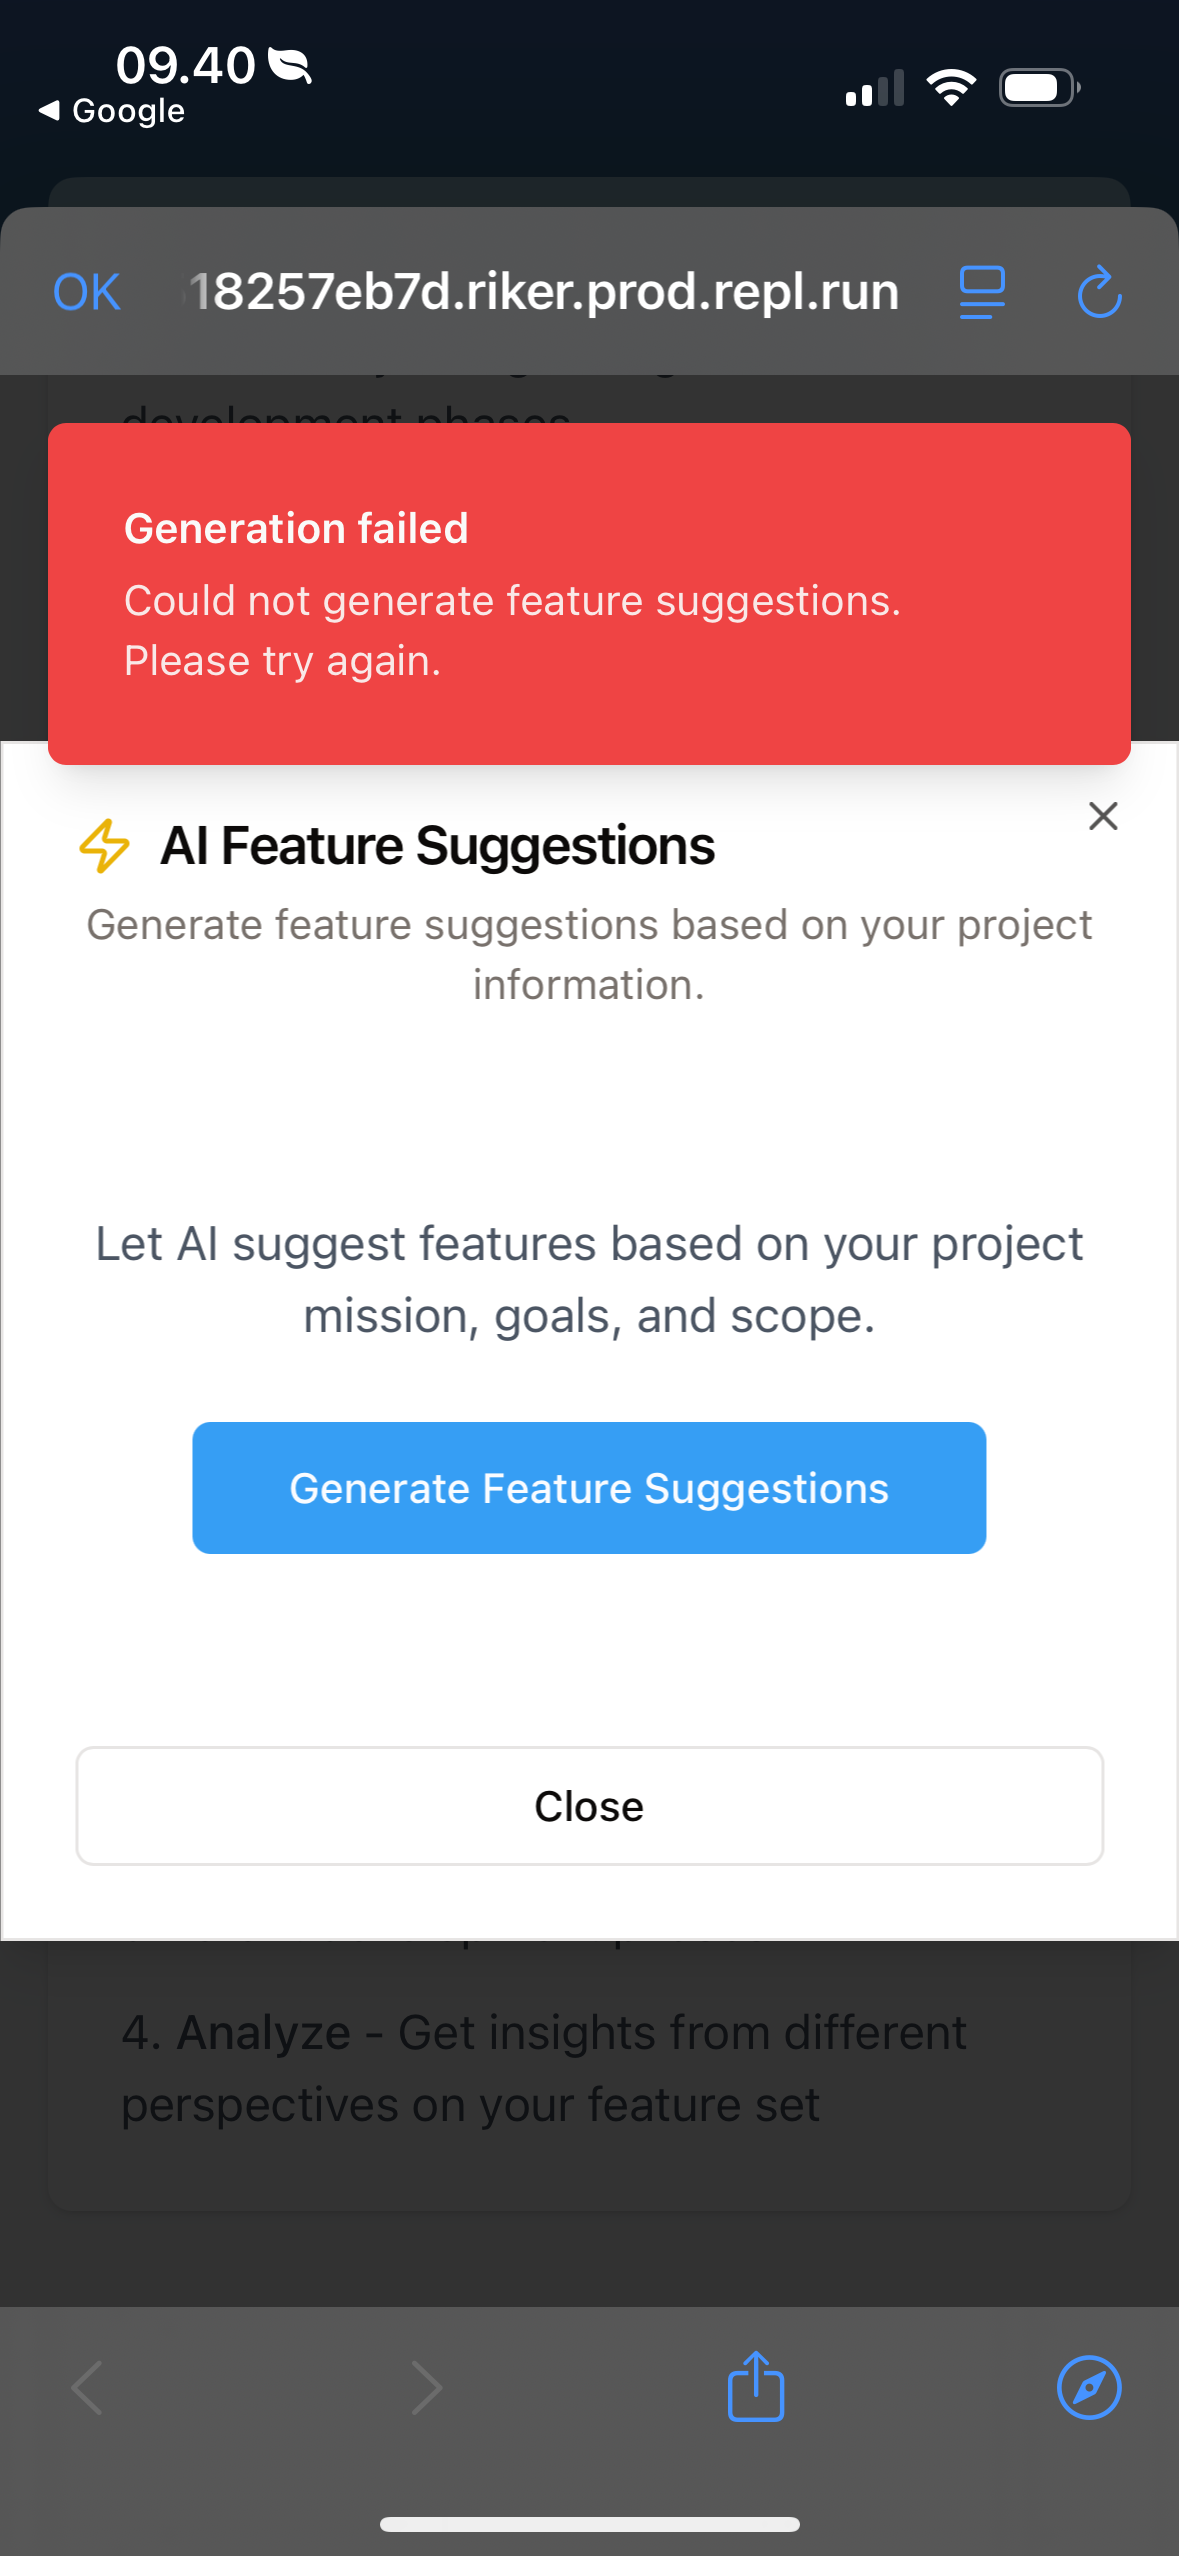 09.40
Google
OK
18257eb7d.riker.prod.repl.run
development phases
Generation failed
Could not generate feature suggestions.
Please try again.
AI Feature Suggestions
Generate feature suggestions based on your project
information.
Let AI suggest features based on your project
mission, goals, and scope.
Generate Feature Suggestions
Close
4. Analyze - Get insights from different
perspectives on your feature set